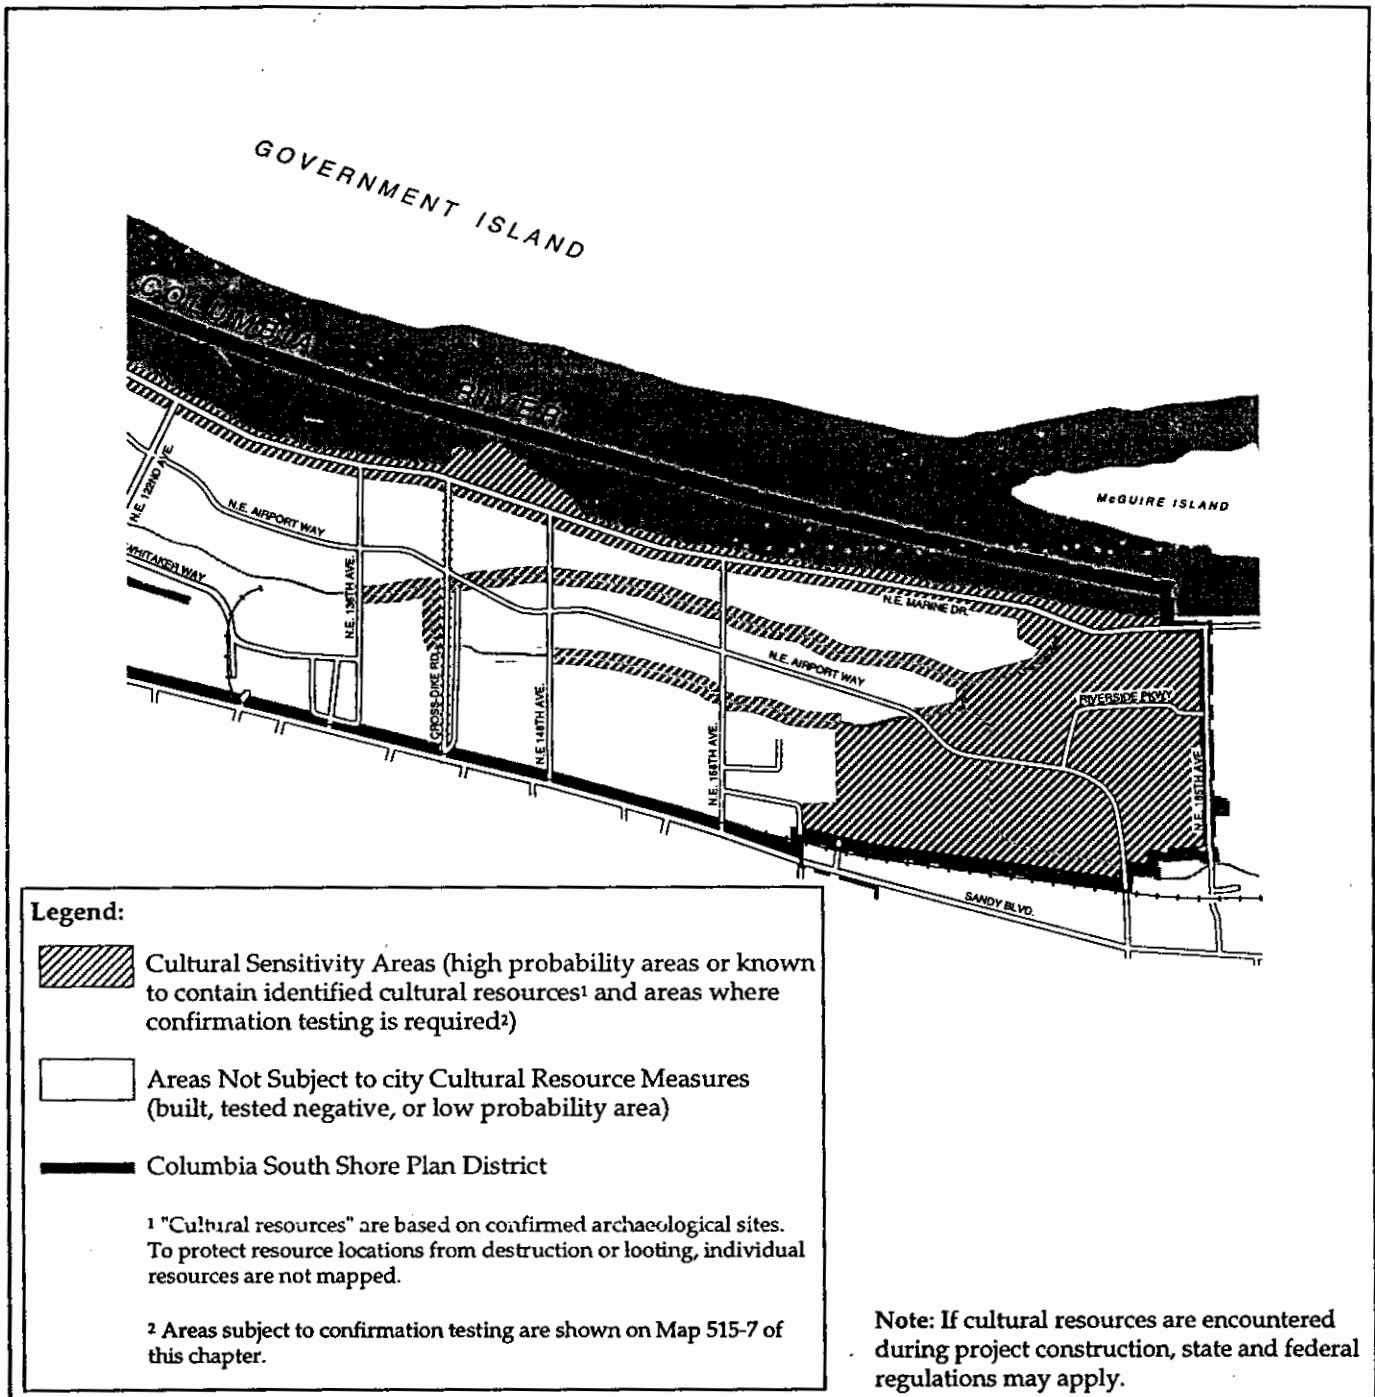 GOVERNMENT ISLAND
COLUMBIA
RIVER
McGUIRE ISLAND
N.E. 122ND AVE.
N.E. AIRPORT WAY
WHITAKER WAY
N.E. 138TH AVE.
N.E. MARINE DR.
CROSS-DIKE RD.
N.E. 148TH AVE.
N.E. 158TH AVE.
N.E. AIRPORT WAY
RIVERSIDE PKWY
N.E. 185TH AVE.
SANDY BLVD.
Legend:
Cultural Sensitivity Areas (high probability areas or known
to contain identified cultural resources¹ and areas where
confirmation testing is required²)
Areas Not Subject to city Cultural Resource Measures
(built, tested negative, or low probability area)
Columbia South Shore Plan District
¹ "Cultural resources" are based on confirmed archaeological sites.
To protect resource locations from destruction or looting, individual
resources are not mapped.
² Areas subject to confirmation testing are shown on Map 515-7 of
this chapter.
Note: If cultural resources are encountered
during project construction, state and federal
regulations may apply.